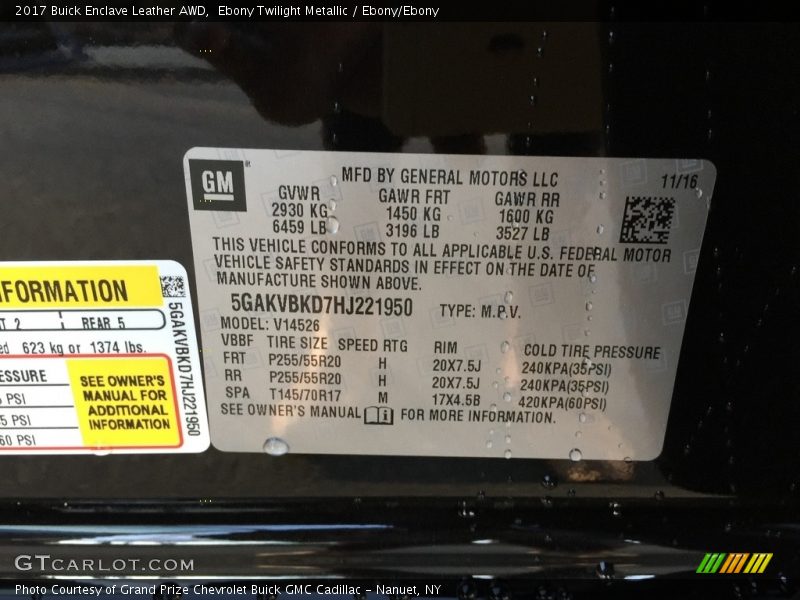 2017 Buick Enclave Leather AWD, Ebony Twilight Metallic / Ebony/Ebony
GM
MFD BY GENERAL MOTORS LLC 11/16
GVWR GAWR FRT GAWR RR
2930 KG 1450 KG 1600 KG
6459 LB 3196 LB 3527 LB
THIS VEHICLE CONFORMS TO ALL APPLICABLE U.S. FEDERAL MOTOR
VEHICLE SAFETY STANDARDS IN EFFECT ON THE DATE OF
MANUFACTURE SHOWN ABOVE.
5GAKVBKD7HJ221950 TYPE: M.P.V.
MODEL: V14526
VBBF TIRE SIZE SPEED RTG RIM COLD TIRE PRESSURE
FRT P255/55R20 H 20X7.5J 240KPA(35PSI)
RR P255/55R20 H 20X7.5J 240KPA(35PSI)
SPA T145/70R17 M 17X4.5B 420KPA(60PSI)
SEE OWNER'S MANUAL FOR MORE INFORMATION.
FORMATION
2 REAR 5
623 kg or 1374 lbs.
ESSURE
PSI
5 PSI
60 PSI
SEE OWNER'S
MANUAL FOR
ADDITIONAL
INFORMATION
5GAKVBKD7HJ221950
GTCARLOT.COM
Photo Courtesy of Grand Prize Chevrolet Buick GMC Cadillac - Nanuet, NY